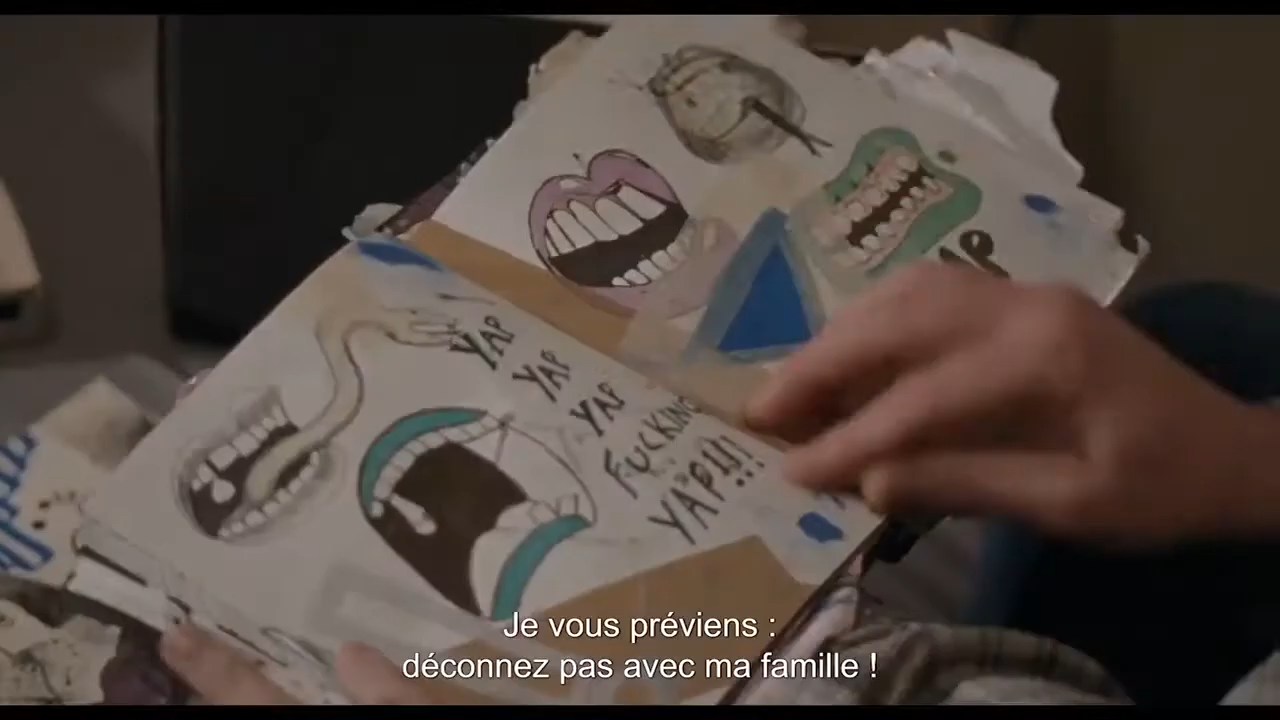 YAP
YAP
YAP
FUCKING
YAP!!!
Je vous préviens :
déconnez pas avec ma famille !